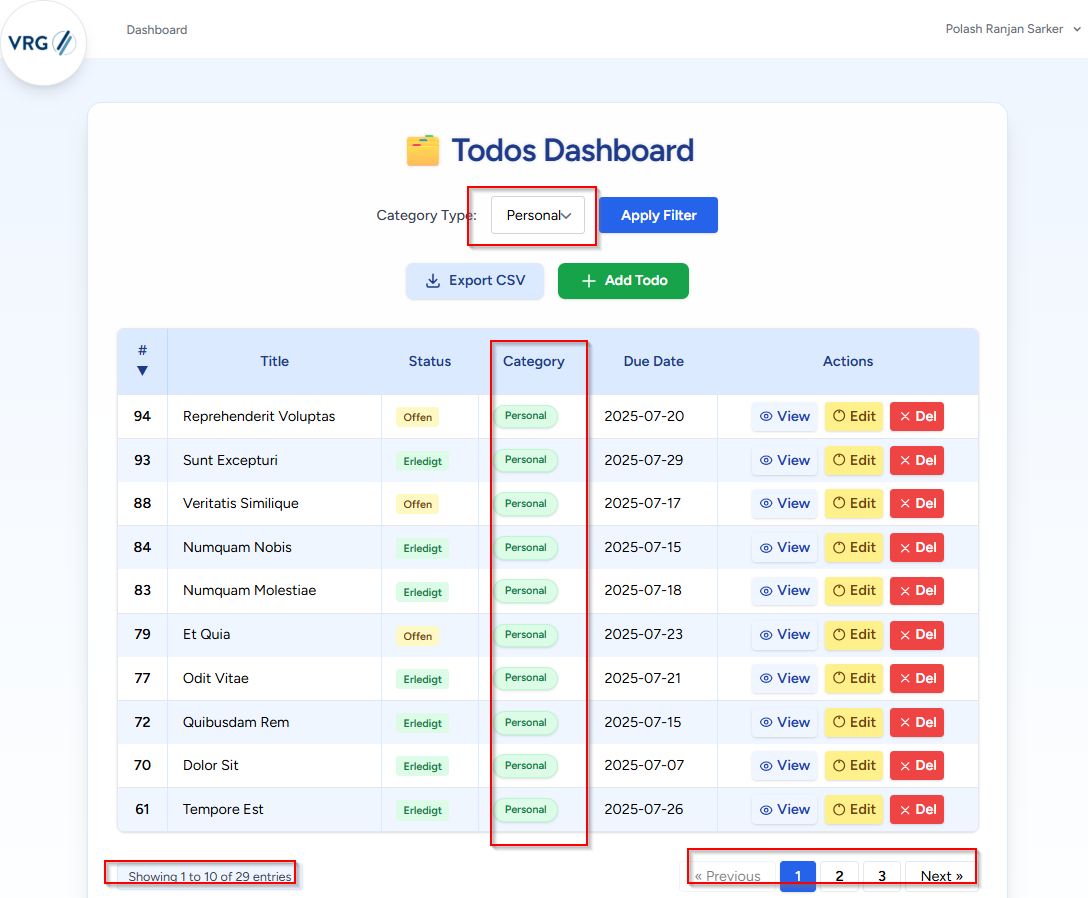 VRG
Dashboard
Polash Ranjan Sarker
Todos Dashboard
Category Type: Personal Apply Filter
Export CSV + Add Todo
# ▼ Title Status Category Due Date Actions
94 Reprehenderit Voluptas Offen Personal 2025-07-20 View Edit Del
93 Sunt Excepturi Erledigt Personal 2025-07-29 View Edit Del
88 Veritatis Similique Offen Personal 2025-07-17 View Edit Del
84 Numquam Nobis Erledigt Personal 2025-07-15 View Edit Del
83 Numquam Molestiae Erledigt Personal 2025-07-18 View Edit Del
79 Et Quia Offen Personal 2025-07-23 View Edit Del
77 Odit Vitae Erledigt Personal 2025-07-21 View Edit Del
72 Quibusdam Rem Erledigt Personal 2025-07-15 View Edit Del
70 Dolor Sit Erledigt Personal 2025-07-07 View Edit Del
61 Tempore Est Erledigt Personal 2025-07-26 View Edit Del
Showing 1 to 10 of 29 entries « Previous 1 2 3 Next »